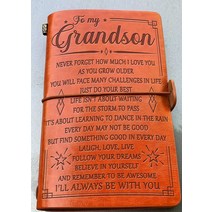 To my
Grandson
NEVER FORGET HOW MUCH I LOVE YOU
AS YOU GROW OLDER
YOU WILL FACE MANY CHALLENGES IN LIFE
JUST DO YOUR BEST.
LIFE ISN'T ABOUT WAITING
FOR THE STORM TO PASS
IT'S ABOUT LEARNING TO DANCE IN THE RAIN
EVERY DAY MAY NOT BE GOOD
BUT FIND SOMETHING GOOD IN EVERY DAY
LAUGH, LOVE, LIVE
FOLLOW YOUR DREAMS
BELIEVE IN YOURSELF
AND REMEMBER TO BE AWESOME
I'LL ALWAYS BE WITH YOU